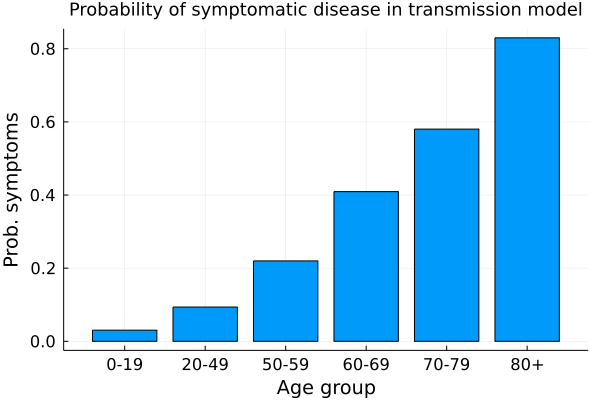 Probability of symptomatic disease in transmission model
Prob. symptoms
0.8
0.6
0.4
0.2
0.0
0-19 20-49 50-59 60-69 70-79 80+
Age group